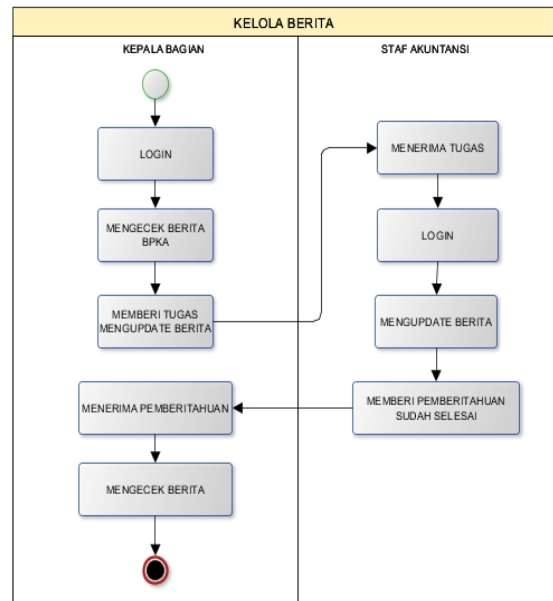 KELOLA BERITA
KEPALA BAGIAN
STAF AKUNTANSI
LOGIN
MENGECEK BERITA
BPKA
MEMBERI TUGAS
MENGUPDATE BERITA
MENERIMA TUGAS
LOGIN
MENGUPDATE BERITA
MEMBERI PEMBERITAHUAN
SUDAH SELESAI
MENERIMA PEMBERITAHUAN
MENGECEK BERITA